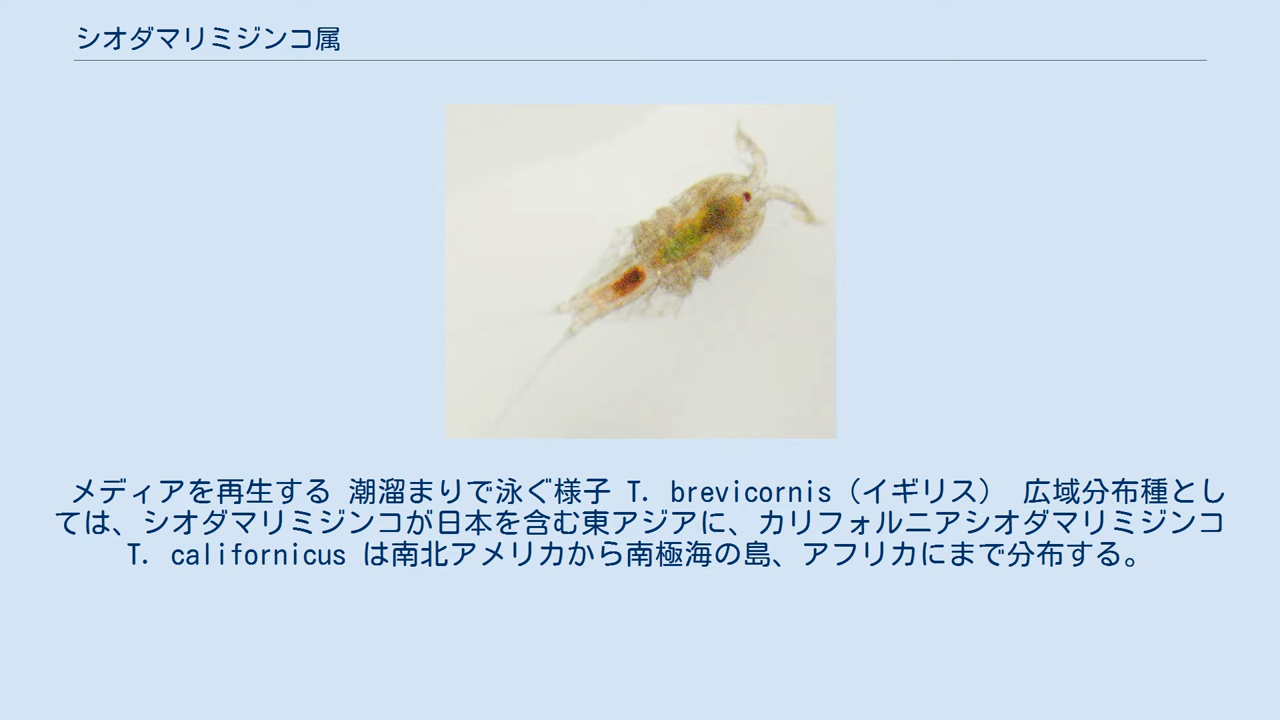 シオダマリミジンコ属
メディアを再生する 潮溜まりで泳ぐ様子 T. brevicornis（イギリス） 広域分布種とし
ては、シオダマリミジンコが日本を含む東アジアに、カリフォルニアシオダマリミジンコ
T. californicus は南北アメリカから南極海の島、アフリカにまで分布する。